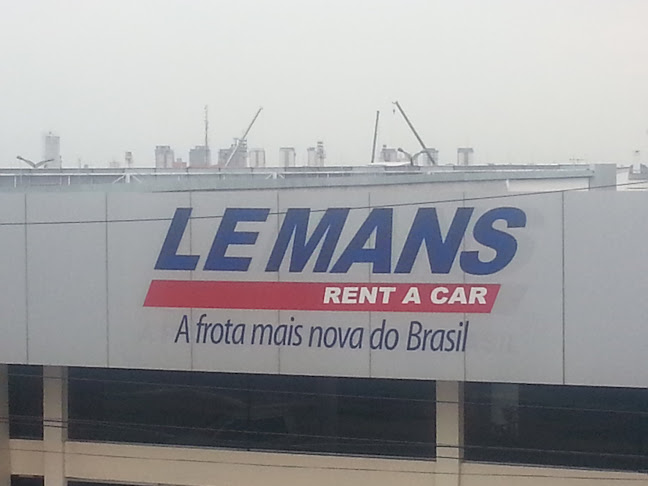 LEMANS
RENT A CAR
A frota mais nova do Brasil